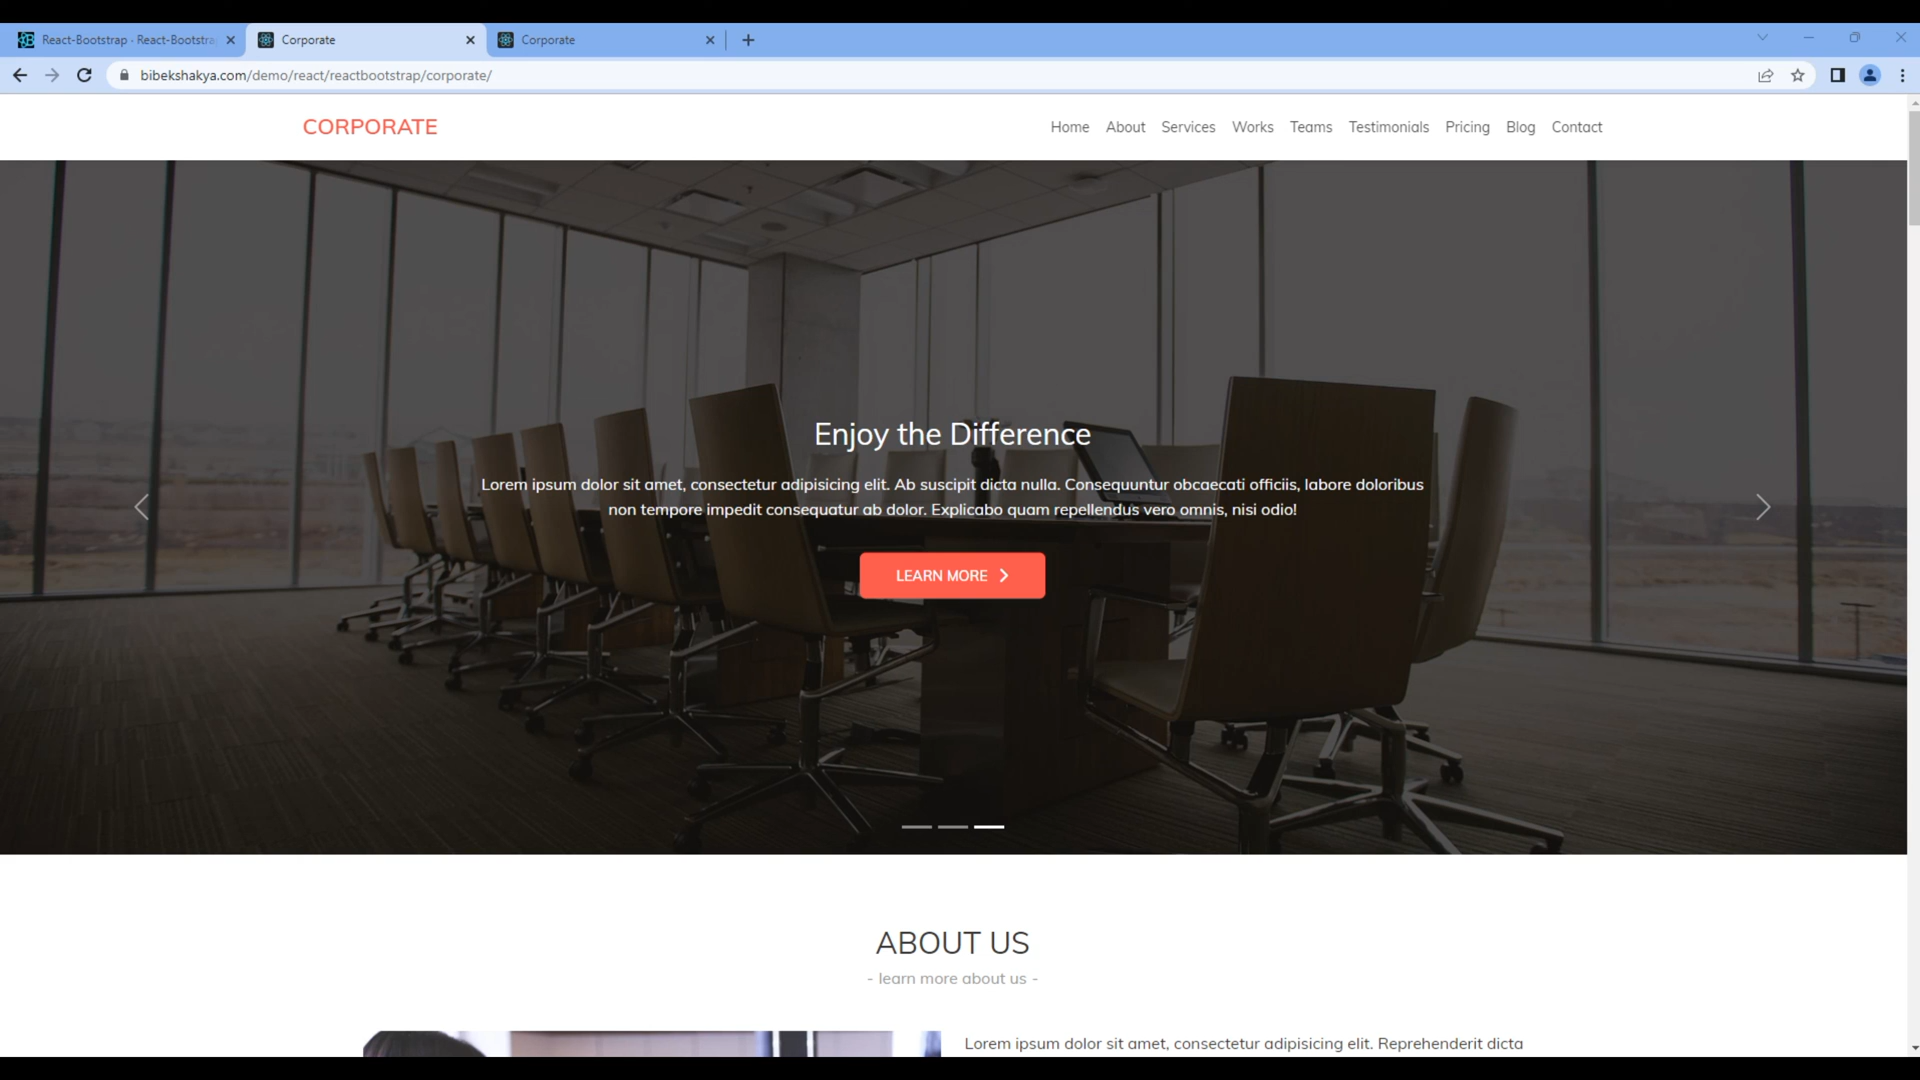 React-Bootstrap · React-Bootstra
Corporate
Corporate
bibekshakya.com/demo/react/reactbootstrap/corporate/
CORPORATE
Home About Services Works Teams Testimonials Pricing Blog Contact
Enjoy the Difference
Lorem ipsum dolor sit amet, consectetur adipisicing elit. Ab suscipit dicta nulla. Consequuntur obcaecati officiis, labore doloribus
non tempore impedit consequatur ab dolor. Explicabo quam repellendus vero omnis, nisi odio!
LEARN MORE
ABOUT US
- learn more about us -
Lorem ipsum dolor sit amet, consectetur adipisicing elit. Reprehenderit dicta